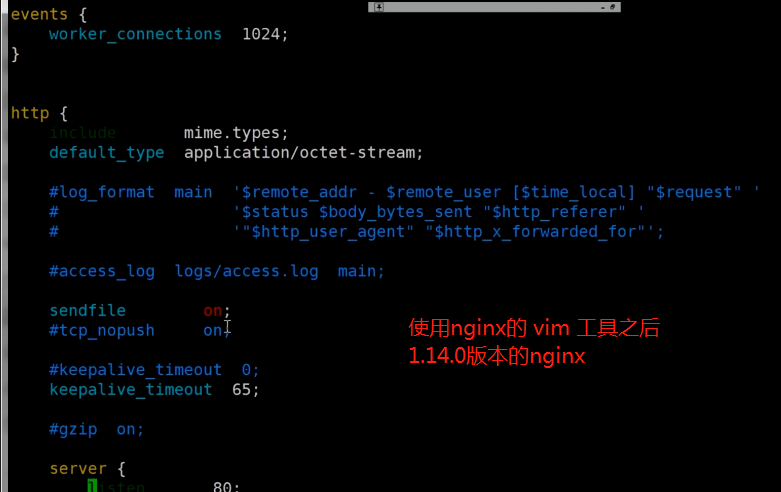 events {
    worker_connections  1024;
}
http {
    include       mime.types;
    default_type  application/octet-stream;
    #log_format  main  '$remote_addr - $remote_user [$time_local] "$request" '
    #                  '$status $body_bytes_sent "$http_referer" '
    #                  '"$http_user_agent" "$http_x_forwarded_for"';
    #access_log  logs/access.log  main;
    sendfile        on;
    #tcp_nopush     on;
使用nginx的 vim 工具之后
1.14.0版本的nginx
    #keepalive_timeout  0;
    keepalive_timeout  65;
    #gzip  on;
    server {
        listen       80;